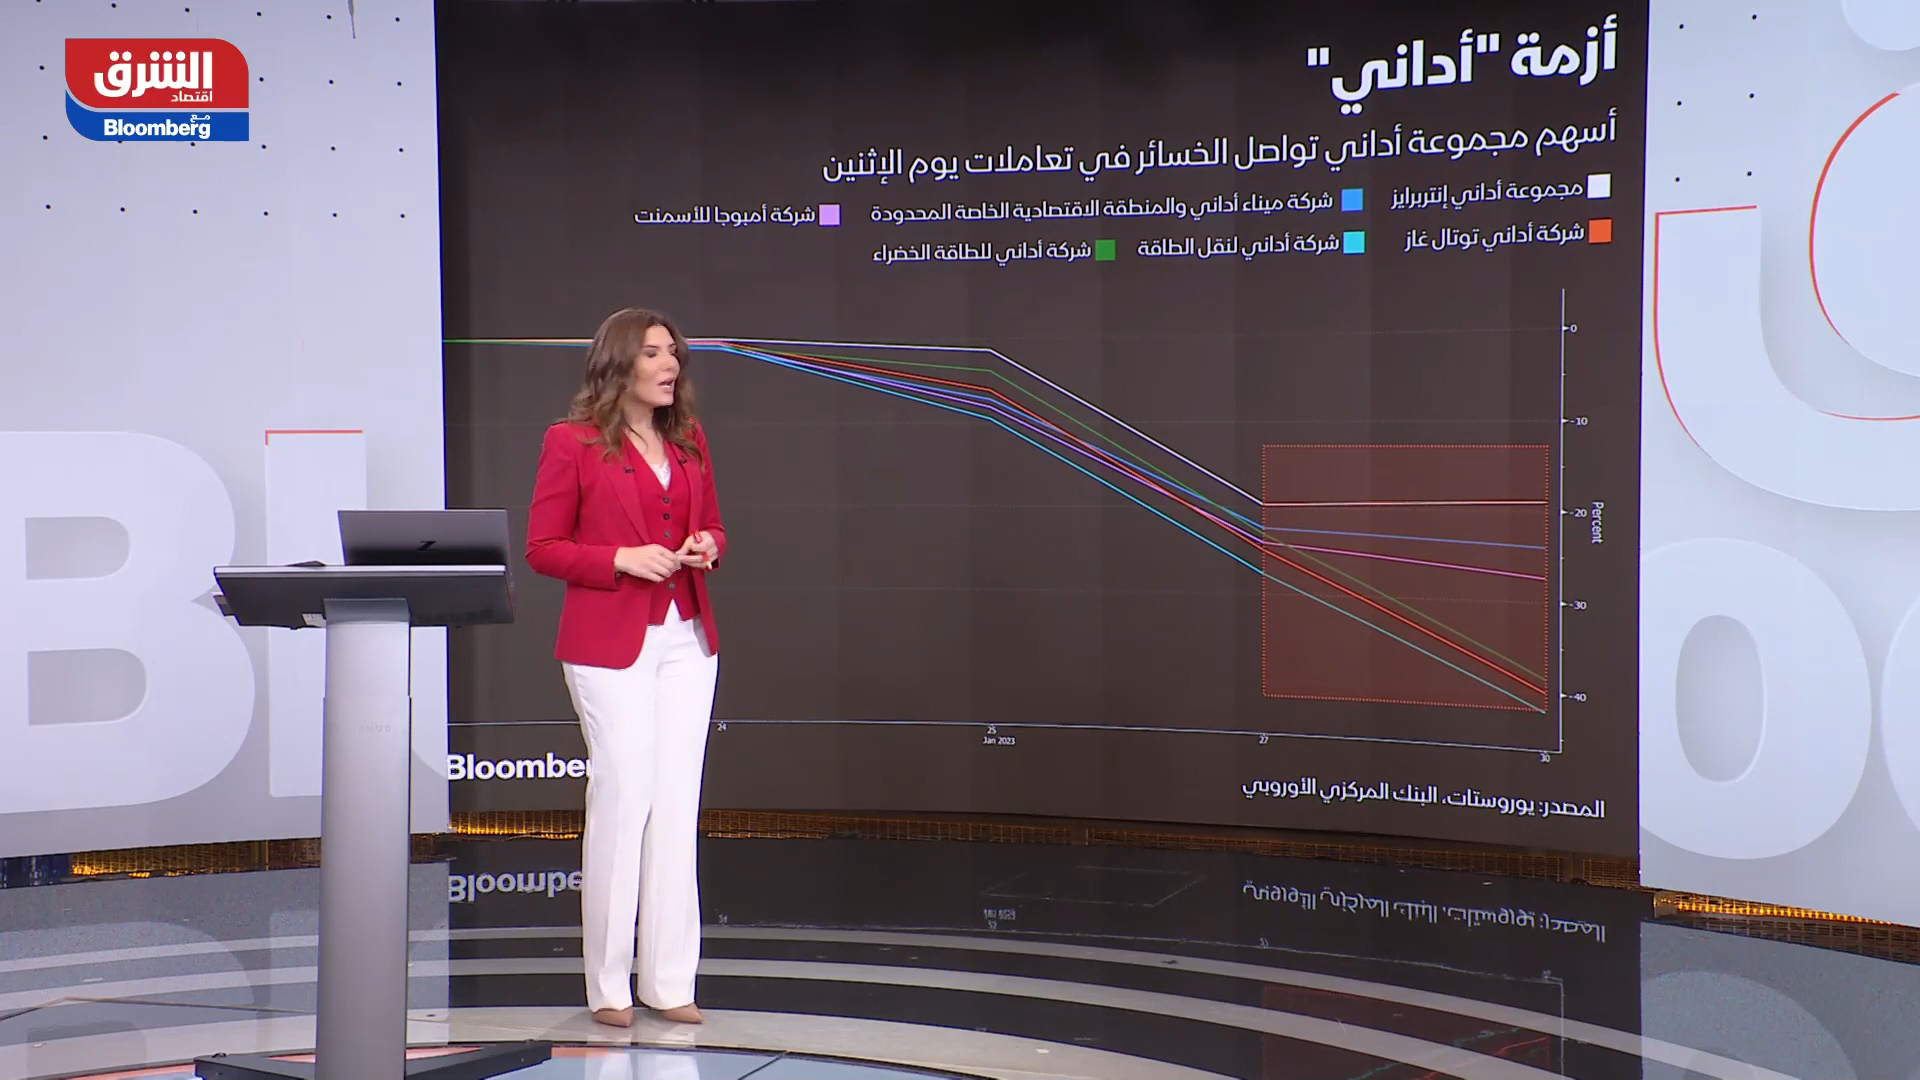 الشرق
اقتصاد
مع
Bloomberg
أزمة "أداني"
أسهم مجموعة أداني تواصل الخسائر في تعاملات يوم الإثنين
مجموعة أداني إنتربرايز
شركة ميناء أداني والمنطقة الاقتصادية الخاصة المحدودة
شركة أمبوجا للأسمنت
شركة أداني توتال غاز
شركة أداني لنقل الطاقة
شركة أداني للطاقة الخضراء
0
-10
-20
-30
-40
Percent
24
25
27
30
Jan 2023
Bloomber
المصدر: يوروستات، البنك المركزي الأوروبي